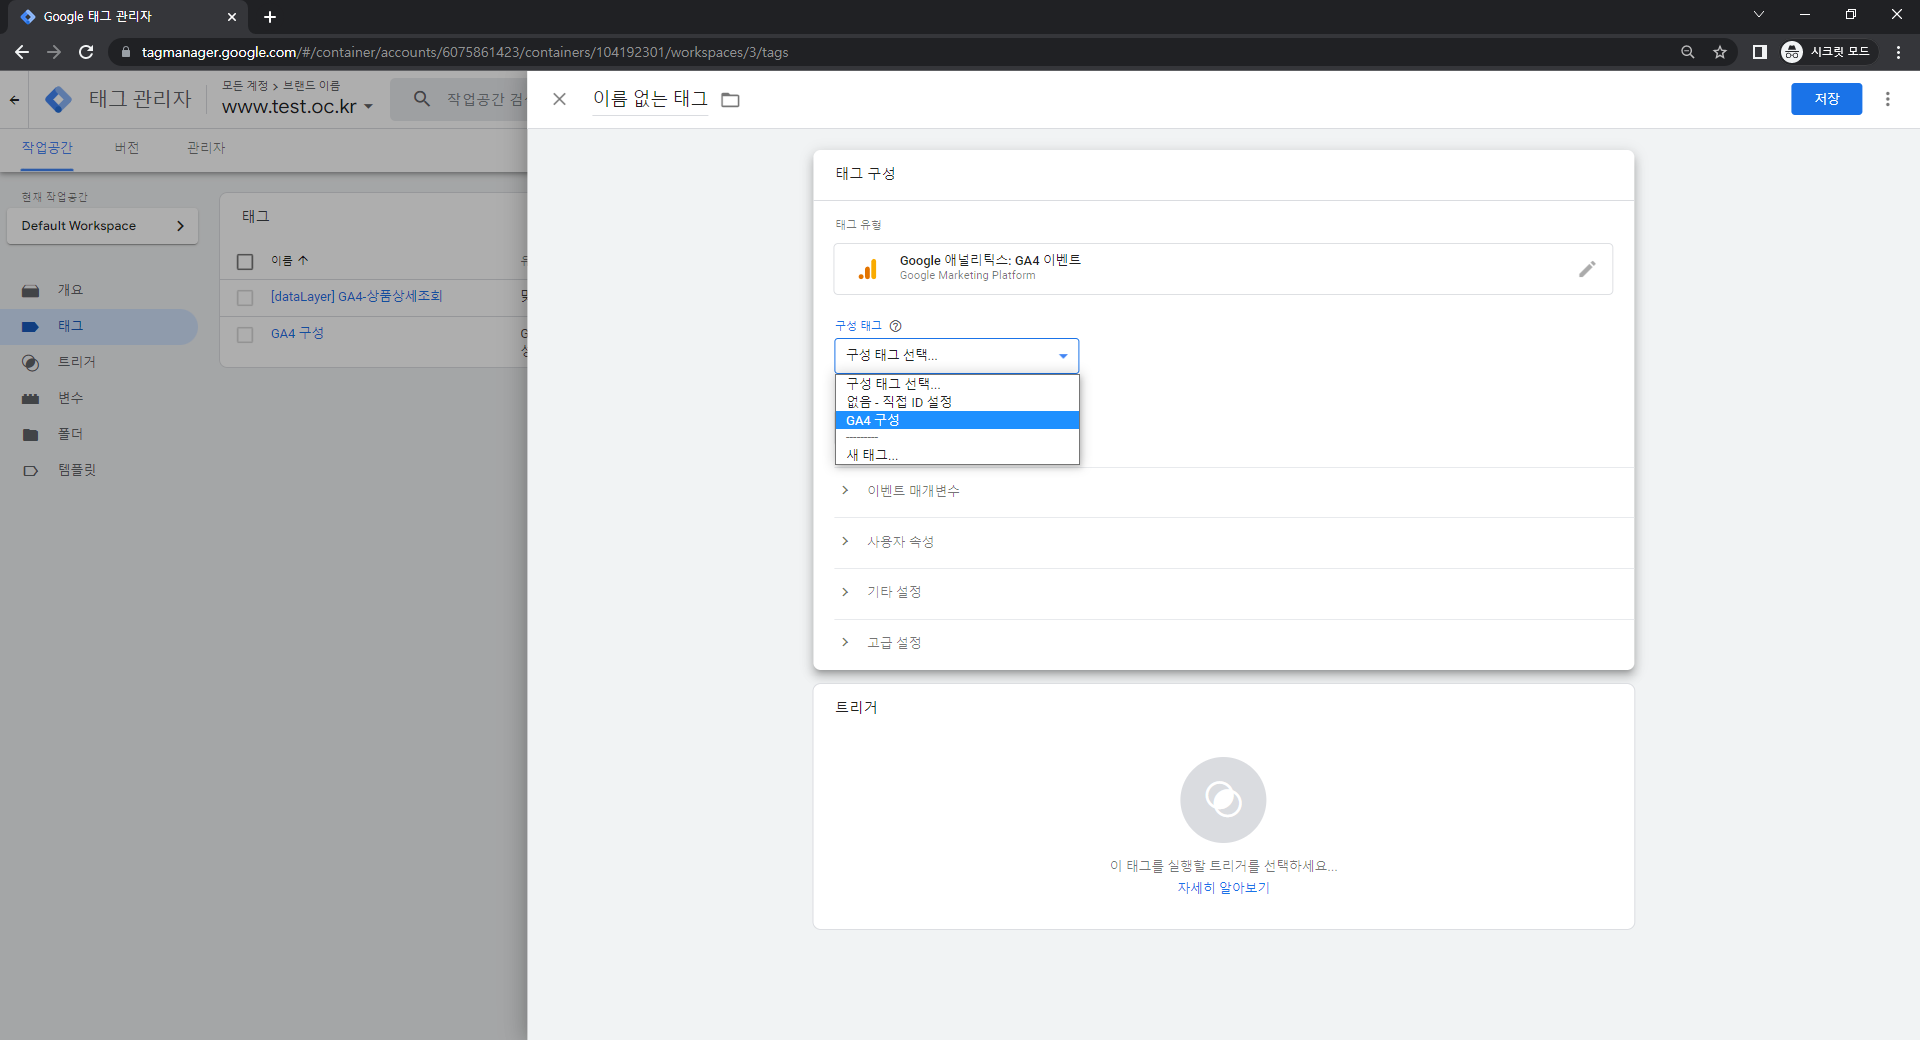 Google 태그 관리자
tagmanager.google.com/#/container/accounts/6075861423/containers/104192301/workspaces/3/tags
시크릿 모드
태그 관리자
모든 계정 > 브랜드 이름
www.test.oc.kr
작업공간 검
이름 없는 태그
저장
작업공간
버전
관리자
현재 작업공간
Default Workspace
개요
태그
트리거
변수
폴더
템플릿
태그
이름
[dataLayer] GA4-상품상세조회
GA4 구성
태그 구성
태그 유형
Google 애널리틱스: GA4 이벤트
Google Marketing Platform
구성 태그
구성 태그 선택...
구성 태그 선택...
없음 - 직접 ID 설정
GA4 구성
---------
새 태그...
이벤트 매개변수
사용자 속성
기타 설정
고급 설정
트리거
이 태그를 실행할 트리거를 선택하세요...
자세히 알아보기